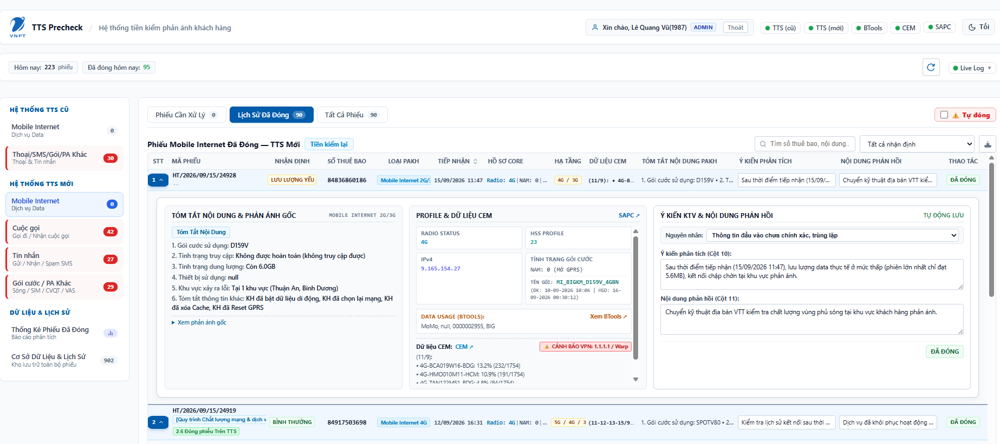 VNPT
TTS Precheck / Hệ thống tiền kiểm phản ánh khách hàng
Xin chào, Lê Quang Vũ(1987) ADMIN Thoát
TTS (cũ) TTS (mới) BTools CEM SAPC Tối
Hôm nay: 223 phiếu Đã đóng hôm nay: 95
Live Log
HỆ THỐNG TTS CŨ
Mobile Internet 0
Dịch vụ Data
Thoại/SMS/Gói/PA Khác 30
Thoại & Tin nhắn
HỆ THỐNG TTS MỚI
Mobile Internet 0
Dịch vụ Data
Cuộc gọi 42
Gọi đi / Nhận cuộc gọi
Tin nhắn 27
Gửi / Nhận / Spam SMS
Gói cước / PA Khác 29
Sóng / SIM / CVQT / VAS
DỮ LIỆU & LỊCH SỬ
Thống Kê Phiếu Đã Đóng
Báo cáo phân tích
Cơ Sở Dữ Liệu & Lịch Sử 902
Kho lưu trữ toàn bộ phiếu
Phiếu Cần Xử Lý 0 Lịch Sử Đã Đóng 90 Tất Cả Phiếu 90
Tự đóng
Phiếu Mobile Internet Đã Đóng — TTS Mới Tiền kiểm lại
Tìm số thuê bao, nội dung.. Tất cả nhận định
STT MÃ PHIẾU NHẬN ĐỊNH SỐ THUÊ BAO LOẠI PAKH TIẾP NHẬN HỒ SƠ CORE HẠ TẦNG DỮ LIỆU CEM TÓM TẮT NỘI DUNG PAKH Ý KIẾN PHÂN TÍCH NỘI DUNG PHẢN HỒI THAO TÁC
1 HT/2026/09/15/24928 LƯU LƯỢNG YẾU 84836860186 Mobile Internet 2G/3 15/09/2026 11:47 Radio: 4G|NAM: 0|… 4G / 3G (11/9): • 4G-B… 1. Gói cước sử dụng: D159V • 2. T… Sau thời điểm tiếp nhận (15/09/... Chuyển kỹ thuật địa bàn VTT kiể... ĐÃ ĐÓNG
--
TÓM TẮT NỘI DUNG & PHẢN ÁNH GỐC MOBILE INTERNET 2G/3G
Tóm Tắt Nội Dung
1. Gói cước sử dụng: D159V
2. Tình trạng truy cập: Không được hoàn toàn (không truy cập được)
3. Tình trạng dung lượng: Còn 6.0GB
4. Thiết bị sử dụng: null
5. Khu vực xảy ra lỗi: Tại 1 khu vực (Thuận An, Bình Dương)
6. Tóm tắt thông tin khác: KH đã bật dữ liệu di động, KH đã chọn lại mạng, KH
đã xóa Cache, KH đã Reset GPRS
Xem phản ánh gốc
PROFILE & DỮ LIỆU CEM SAPC ↗
RADIO STATUS
4G
HSS PROFILE
23
IPv4
9.165.154.27
TÌNH TRẠNG GÓI CƯỚC
NAM: 0 (Mở GPRS)
TÊN GÓI: MI_BIGKM_D159V_4GBN
(ĐK: 10-09-2026 10:06 | HSD: 16-
09-2026 00:30:12)
DATA USAGE (BTOOLS): Xem BTools ↗
MoMo, null, 0000002955, BIG
Dữ liệu CEM: CEM ↗ CẢNH BÁO VPN: 1.1.1.1 / Warp
(11/9):
• 4G-BCA019W16-BDG: 13.2% (232/1754)
• 4G-HMO010M11-HCM: 10.9% (191/1754)
• 4G-TAN122M51-BDG: 4.8% (84/1754)
Ý KIẾN KTV & NỘI DUNG PHẢN HỒI TỰ ĐỘNG LƯU
Nguyên nhân: Thông tin đầu vào chưa chính xác, trùng lặp
Ý kiến phân tích (Cột 10):
Sau thời điểm tiếp nhận (15/09/2026 11:47), lưu lượng data thực tế ở mức thấp (phiên lớn nhất chỉ đạt
5.6MB), kết nối chập chờn tại khu vực phản ánh.
Nội dung phản hồi (Cột 11):
Chuyển kỹ thuật địa bàn VTT kiểm tra chất lượng vùng phủ sóng tại khu vực khách hàng phản ánh.
ĐÃ ĐÓNG
2 HT/2026/09/15/24919 BÌNH THƯỜNG 84917503698 Mobile Internet 4G 12/09/2026 16:31 Radio: 4G|NAM: 0|… 5G / 4G / 3 (11-12-13-15/9… 1. Gói cước sử dụng: SPOTV80 • 2… Kiểm tra lịch sử kết nối sau thời ... Dịch vụ đã khôi phục hoạt động ... ĐÃ ĐÓNG
[Quy trình Chất lượng mạng & dịch v
2.6 Đóng phiếu Trên TTS